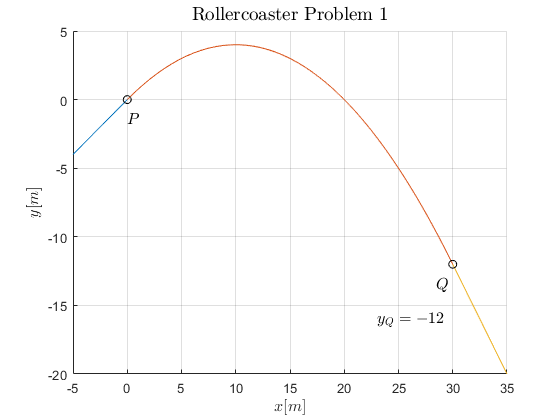 Rollercoaster Problem 1
5
0
-5
-10
-15
-20
y[m]
P
Q
y_Q = −12
-5 0 5 10 15 20 25 30 35
x[m]